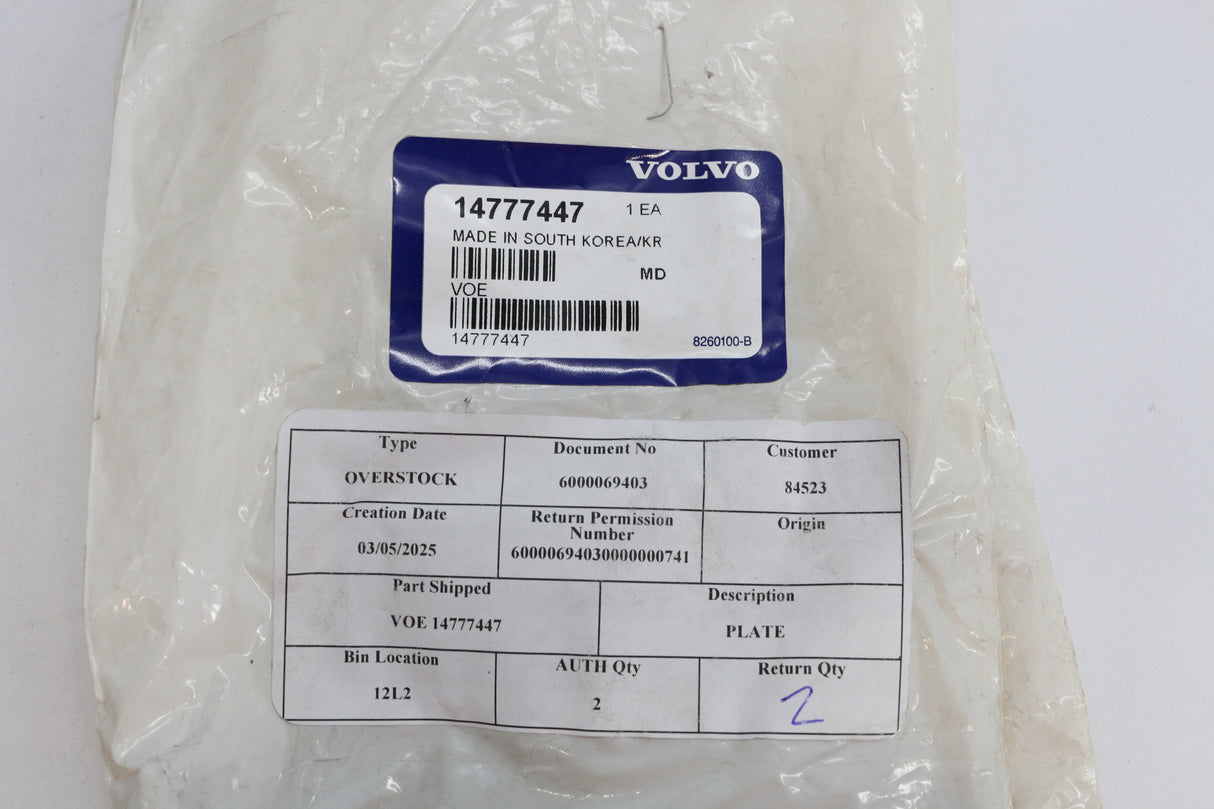 VOLVO
14777447 1 EA
MADE IN SOUTH KOREA/KR
MD
VOE
14777447 8260100-B
Type Document No Customer
OVERSTOCK 6000069403 84523
Creation Date Return Permission Number Origin
03/05/2025 60000694030000000741
Part Shipped Description
VOE 14777447 PLATE
Bin Location AUTH Qty Return Qty
12L2 2 2